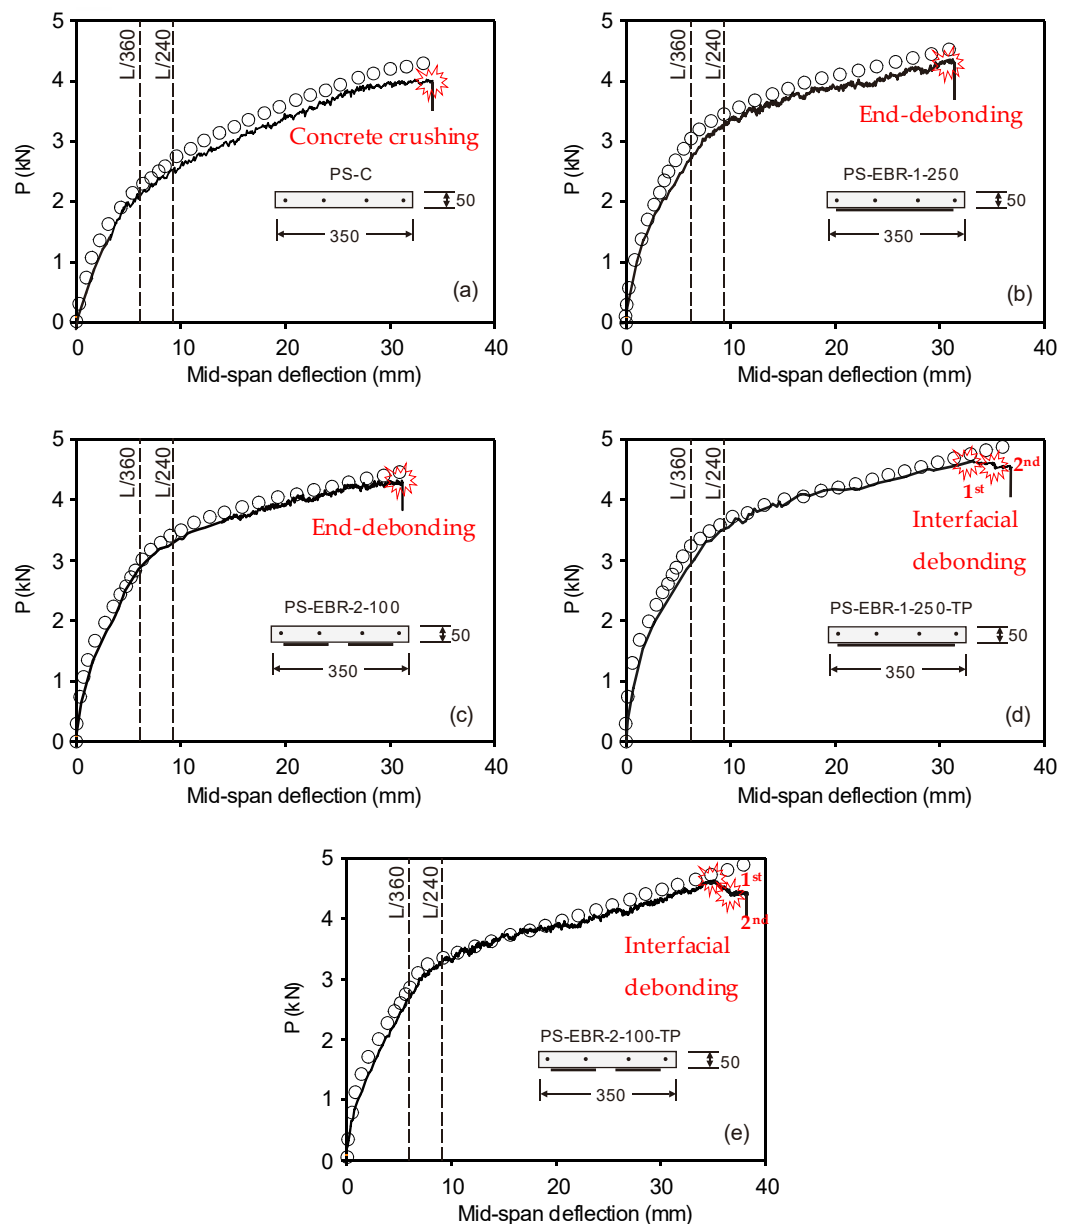 5
4
3
2
1
0
P (kN)
L/360
L/240
Concrete crushing
PS-C
50
350
(a)
0 10 20 30 40
Mid-span deflection (mm)
5
4
3
2
1
0
P (kN)
L/360
L/240
End-debonding
PS-EBR-1-250
50
350
(b)
0 10 20 30 40
Mid-span deflection (mm)
5
4
3
2
1
0
P (kN)
L/360
L/240
End-debonding
PS-EBR-2-100
50
350
(c)
0 10 20 30 40
Mid-span deflection (mm)
5
4
3
2
1
0
P (kN)
L/360
L/240
2nd
1st
Interfacial
debonding
PS-EBR-1-250-TP
50
350
(d)
0 10 20 30 40
Mid-span deflection (mm)
5
4
3
2
1
0
P (kN)
L/360
L/240
1st
2nd
Interfacial
debonding
PS-EBR-2-100-TP
50
350
(e)
0 10 20 30 40
Mid-span deflection (mm)